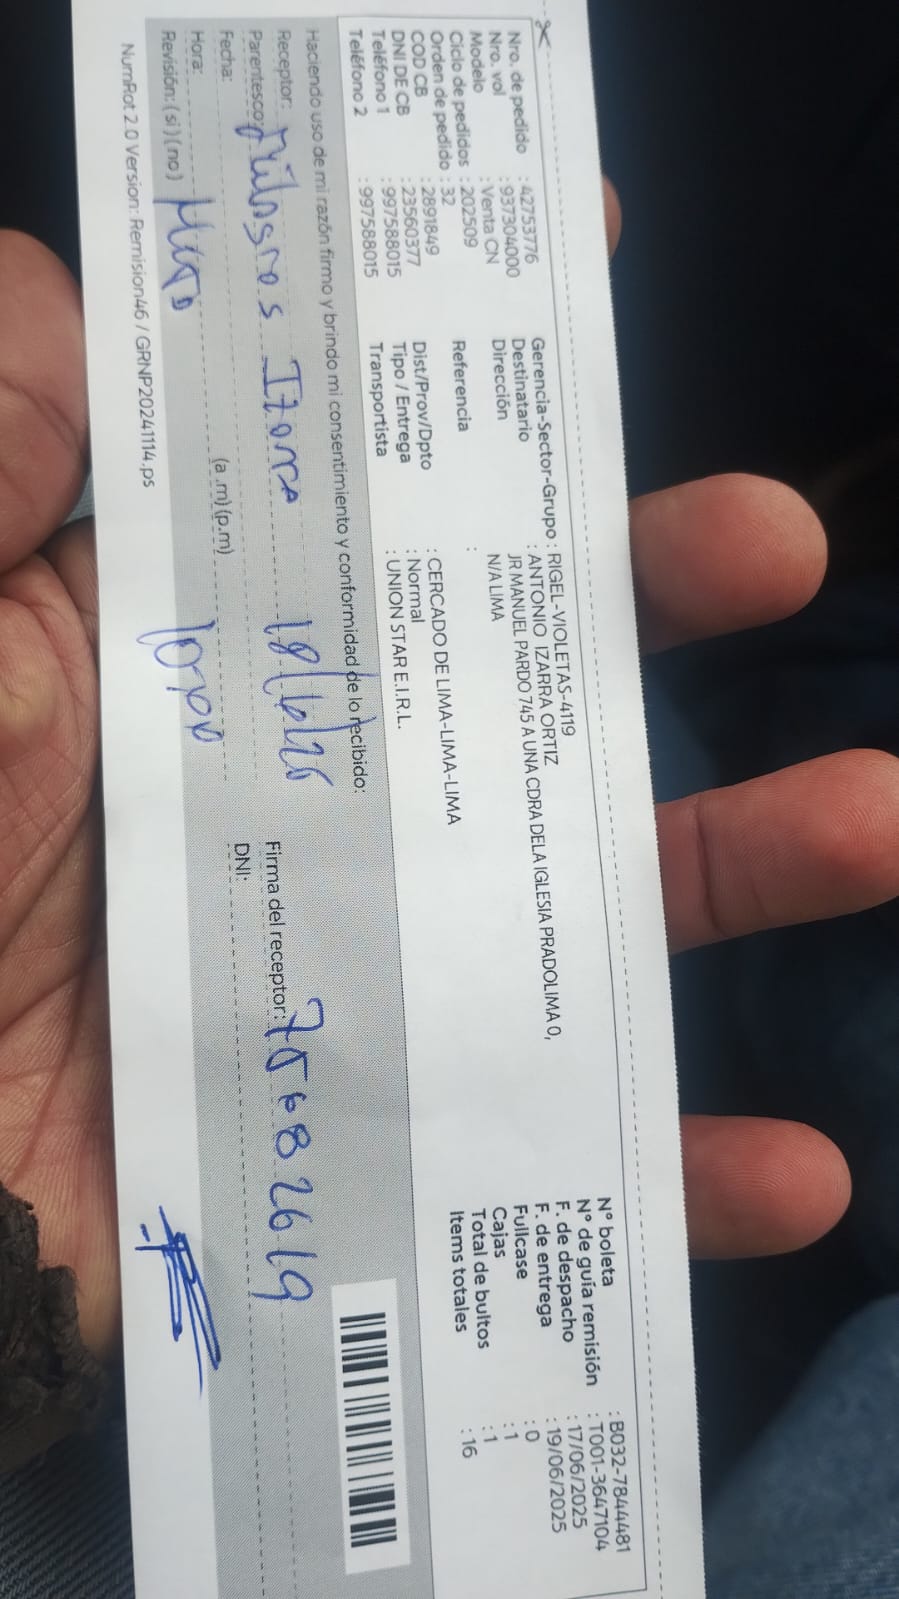 Nro. de pedido : 42753776
Nro. vol : 937304000
Modelo : Venta CN
Ciclo de pedidos : 202509
Orden de pedido : 32
COD CB : 2891849
DNI DE CB : 23560377
Teléfono 1 : 997588015
Teléfono 2 : 997588015
Gerencia-Sector-Grupo : RIGEL-VIOLETAS-4119
Destinatario : ANTONIO IZARRA ORTIZ
Dirección JR MANUEL PARDO 745 A UNA CDRA DELA IGLESIA PRADOLIMA 0,
N/A LIMA
Referencia :
Dist/Prov/Dpto : CERCADO DE LIMA-LIMA-LIMA
Tipo / Entrega : Normal
Transportista : UNION STAR E.I.R.L.
N° boleta : B032-7844481
N° de guía remisión : T001-3647104
F. de despacho : 17/06/2025
F. de entrega : 19/06/2025
Fullcase : 0
Cajas : 1
Total de bultos : 1
Items totales : 16
Haciendo uso de mi razón firmo y brindo mi consentimiento y conformidad de lo recibido:
Receptor: Milagros
Parentesco:
Fecha:
Hora: (a .m) (p.m)
Revisión: (si) (no)
Firma del receptor:
DNI:
NumRot 2.0 Version: Remision46 / GRNP20241114.ps